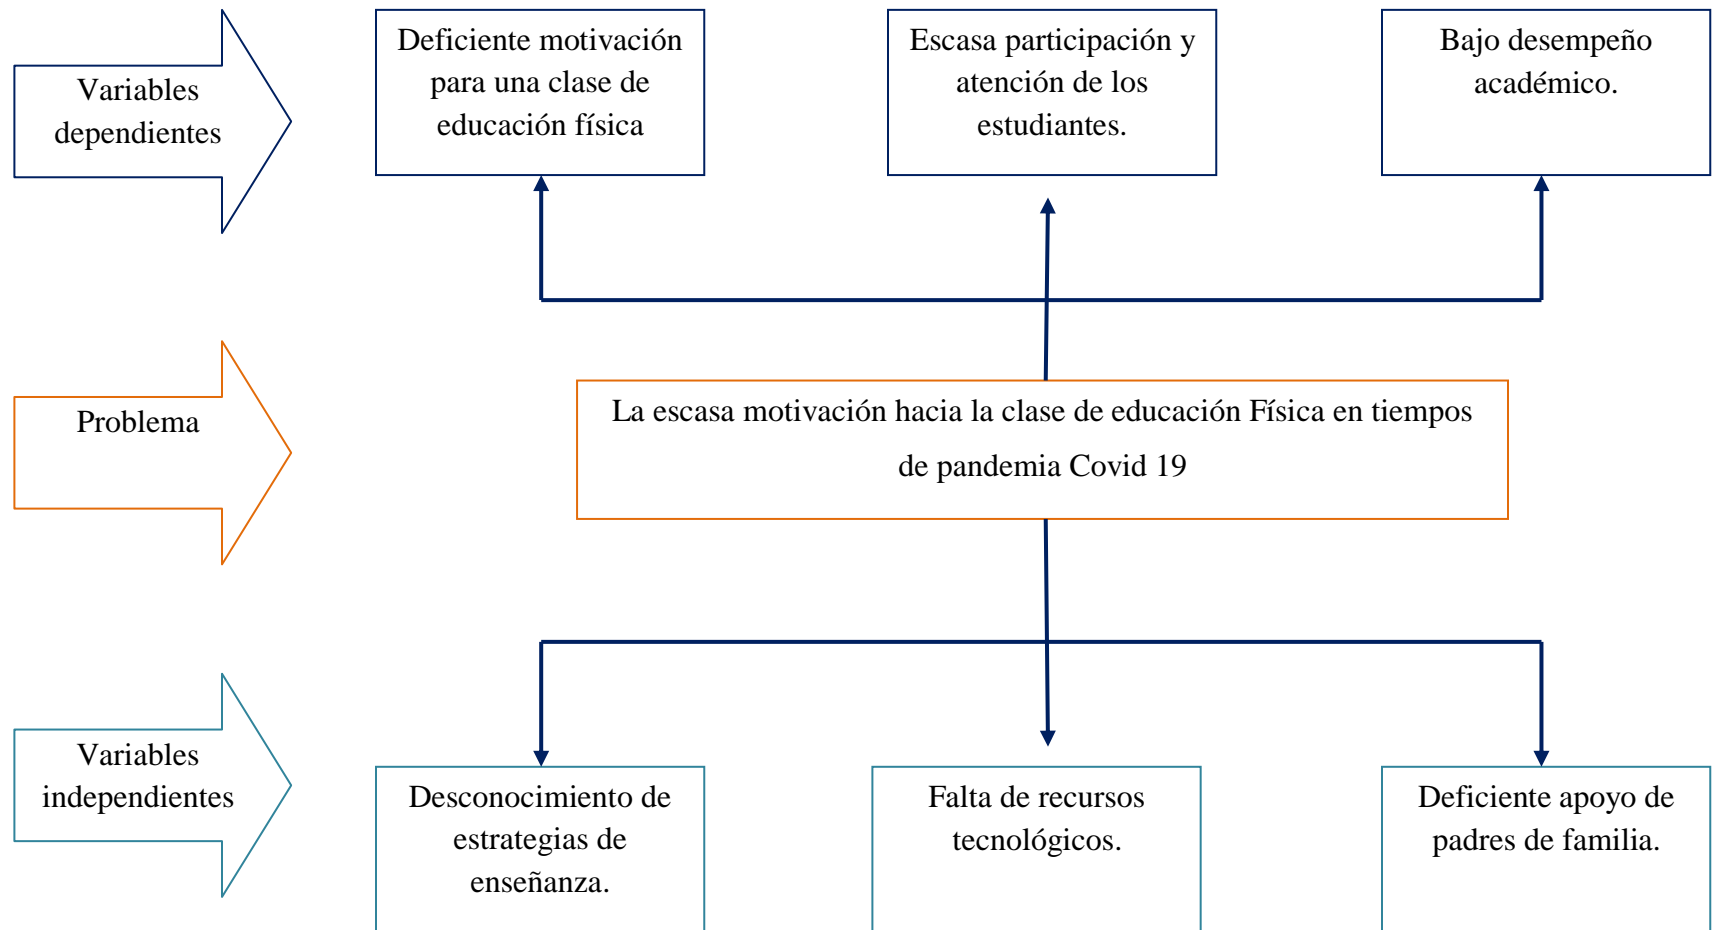 Variables
dependientes
Deficiente motivación
para una clase de
educación física
Escasa participación y
atención de los
estudiantes.
Bajo desempeño
académico.
Problema
La escasa motivación hacia la clase de educación Física en tiempos
de pandemia Covid 19
Variables
independientes
Desconocimiento de
estrategias de
enseñanza.
Falta de recursos
tecnológicos.
Deficiente apoyo de
padres de familia.